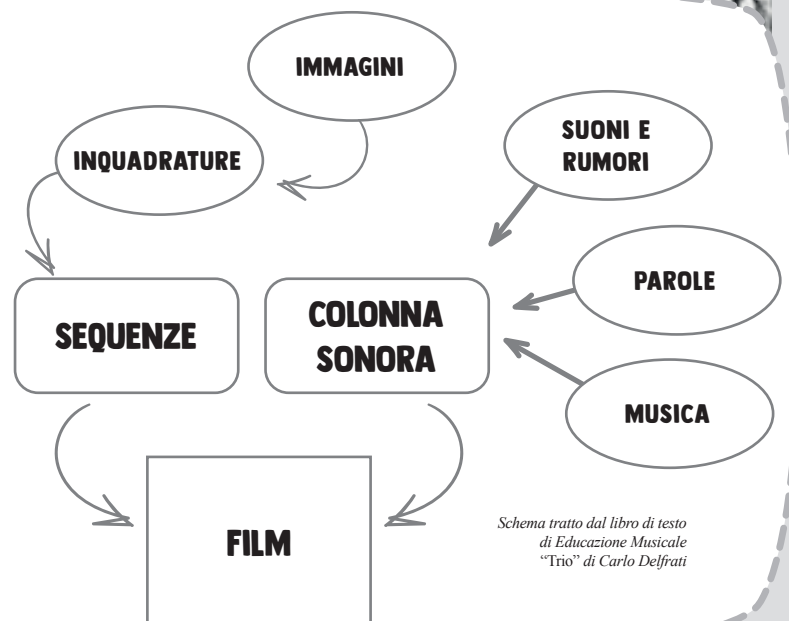 IMMAGINI
INQUADRATURE
SUONI E
RUMORI
PAROLE
SEQUENZE
COLONNA
SONORA
MUSICA
FILM
Schema tratto dal libro di testo
di Educazione Musicale
“Trio” di Carlo Delfrati